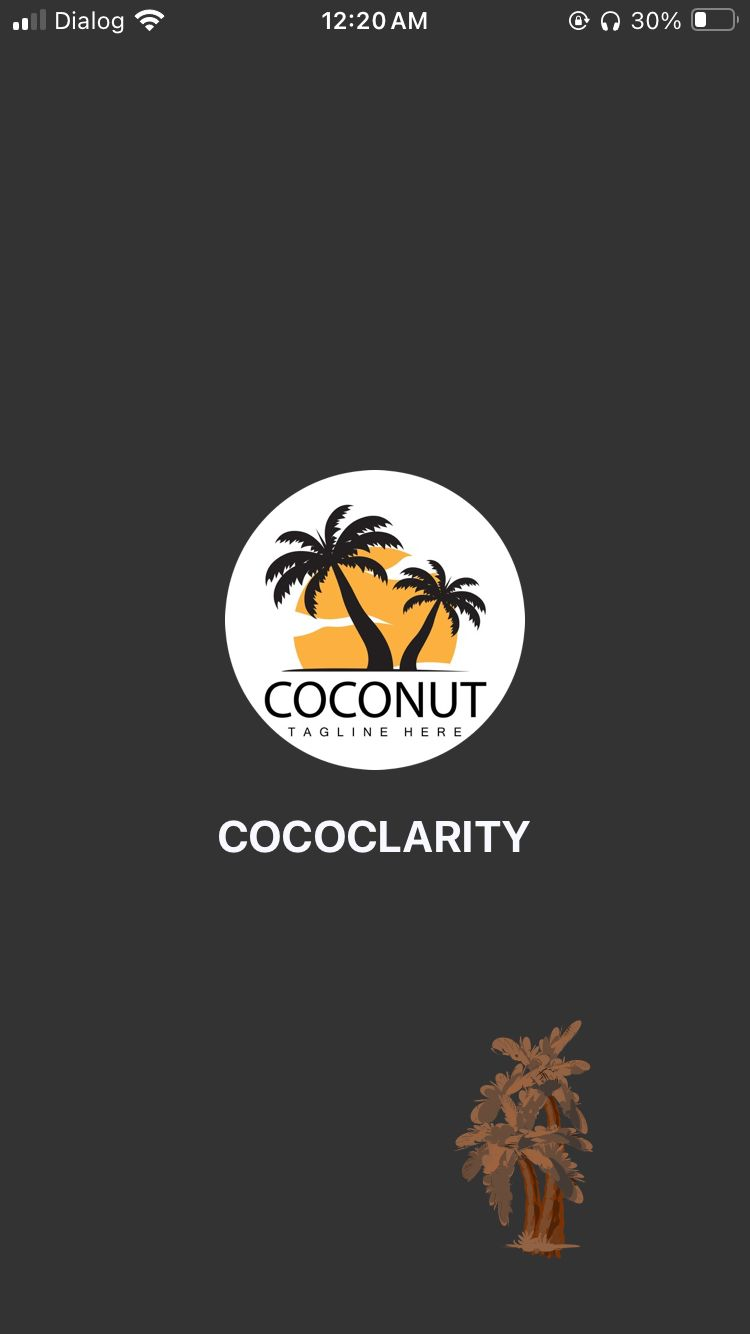 Dialog 12:20 AM 30%
COCONUT
TAGLINE HERE
COCOCLARITY